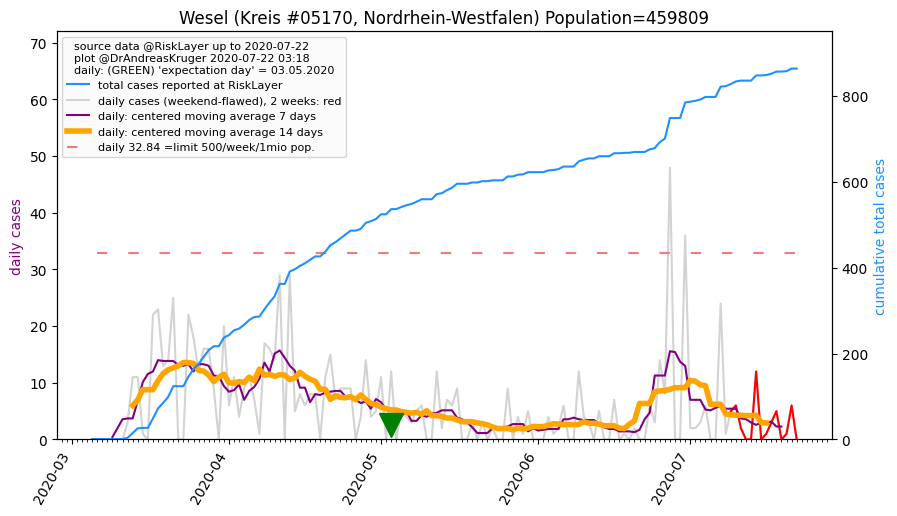 Wesel (Kreis #05170, Nordrhein-Westfalen) Population=459809
source data @RiskLayer up to 2020-07-22
plot @DrAndreasKruger 2020-07-22 03:18
daily: (GREEN) 'expectation day' = 03.05.2020
total cases reported at RiskLayer
daily cases (weekend-flawed), 2 weeks: red
daily: centered moving average 7 days
daily: centered moving average 14 days
daily 32.84 =limit 500/week/1mio pop.
daily cases
70
60
50
40
30
20
10
0
cumulative total cases
800
600
400
200
0
2020-03
2020-04
2020-05
2020-06
2020-07